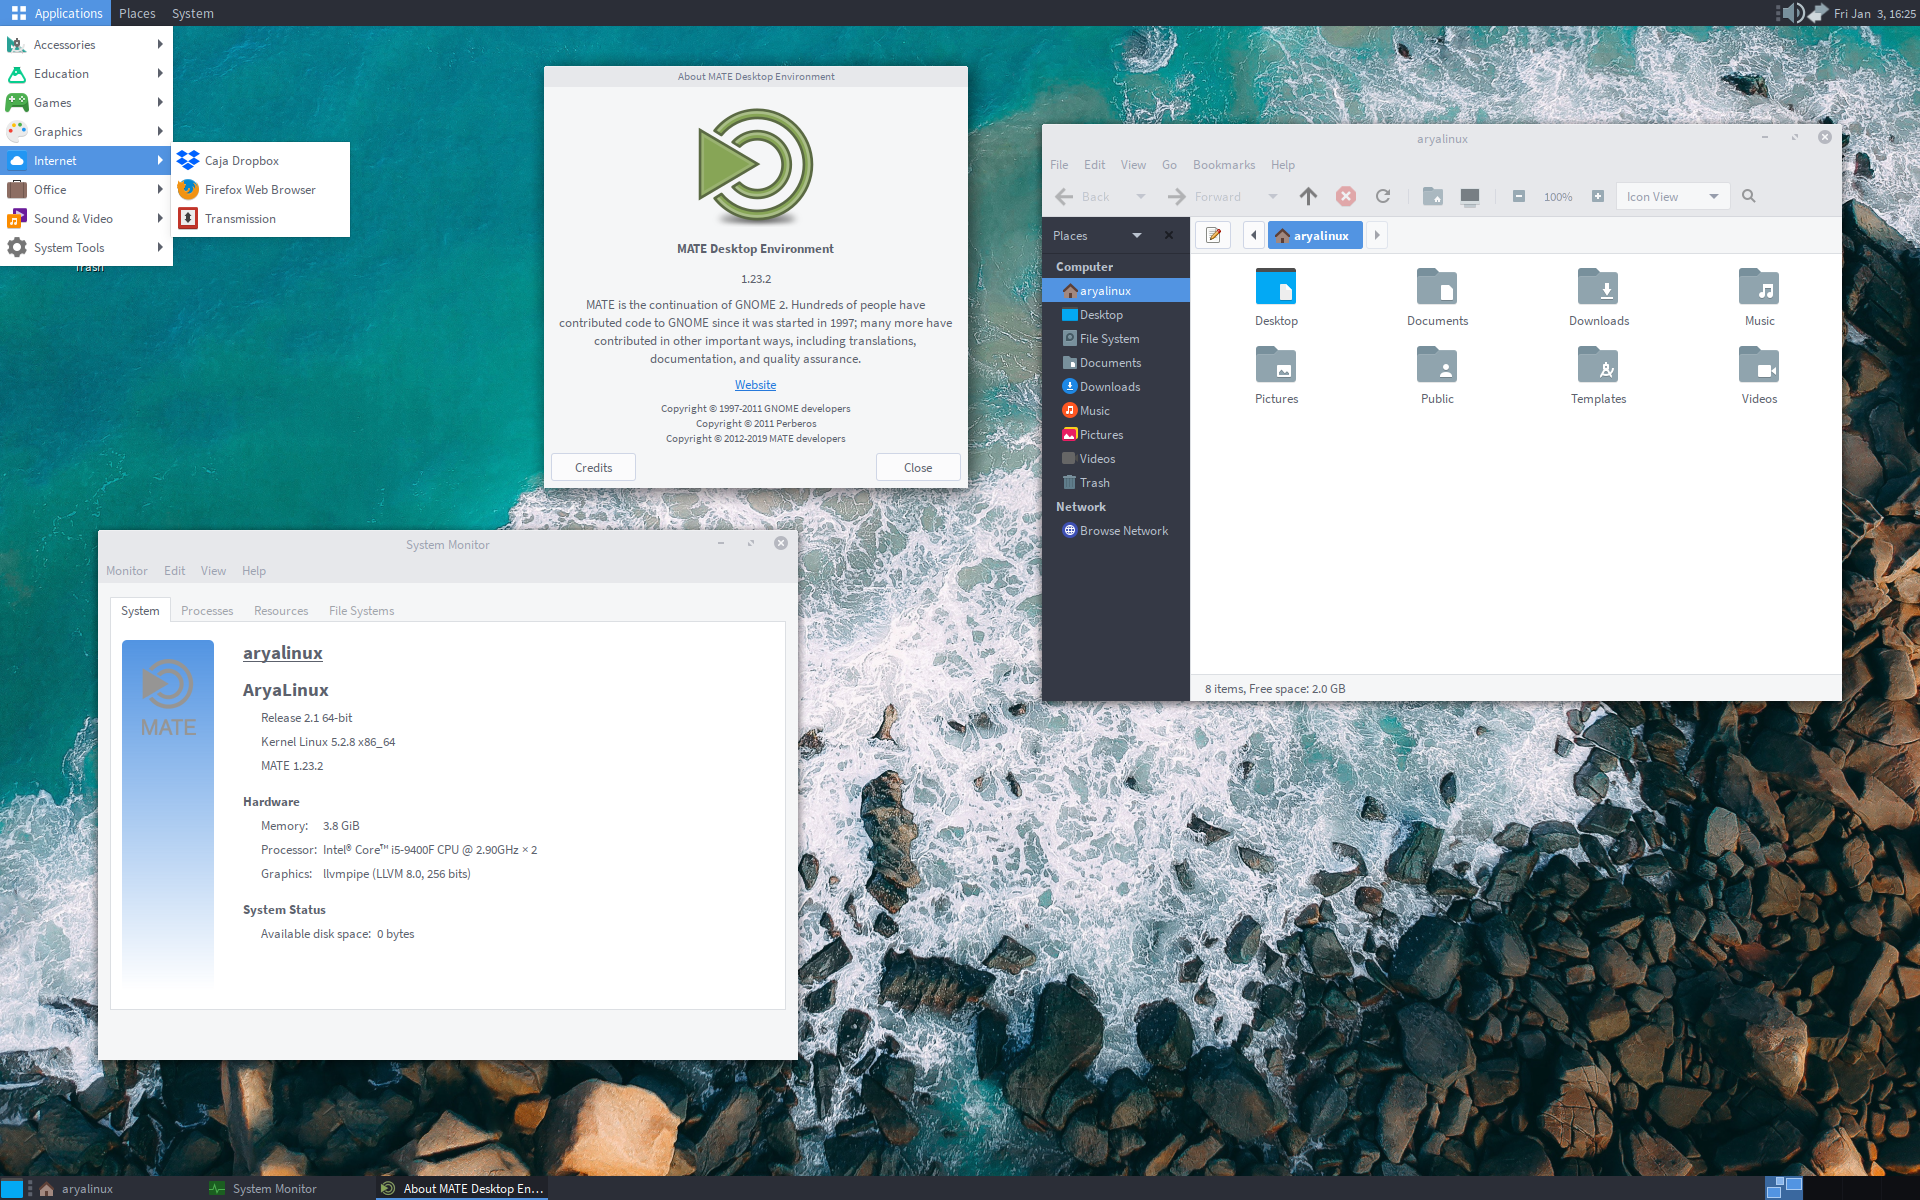 Applications Places System
Fri Jan 3, 16:25
Accessories
Education
Games
Graphics
Internet
Office
Sound & Video
System Tools
Caja Dropbox
Firefox Web Browser
Transmission
Trash
About MATE Desktop Environment
MATE Desktop Environment
1.23.2
MATE is the continuation of GNOME 2. Hundreds of people have
contributed code to GNOME since it was started in 1997; many more have
contributed in other important ways, including translations,
documentation, and quality assurance.
Website
Copyright © 1997-2011 GNOME developers
Copyright © 2011 Perberos
Copyright © 2012-2019 MATE developers
Credits Close
aryalinux
File Edit View Go Bookmarks Help
Back Forward 100% Icon View
Places
aryalinux
Computer
aryalinux
Desktop
File System
Documents
Downloads
Music
Pictures
Videos
Trash
Network
Browse Network
Desktop Documents Downloads Music
Pictures Public Templates Videos
8 items, Free space: 2.0 GB
System Monitor
Monitor Edit View Help
System Processes Resources File Systems
MATE
aryalinux
AryaLinux
Release 2.1 64-bit
Kernel Linux 5.2.8 x86_64
MATE 1.23.2
Hardware
Memory: 3.8 GiB
Processor: Intel® Core™ i5-9400F CPU @ 2.90GHz × 2
Graphics: llvmpipe (LLVM 8.0, 256 bits)
System Status
Available disk space: 0 bytes
aryalinux System Monitor About MATE Desktop En...